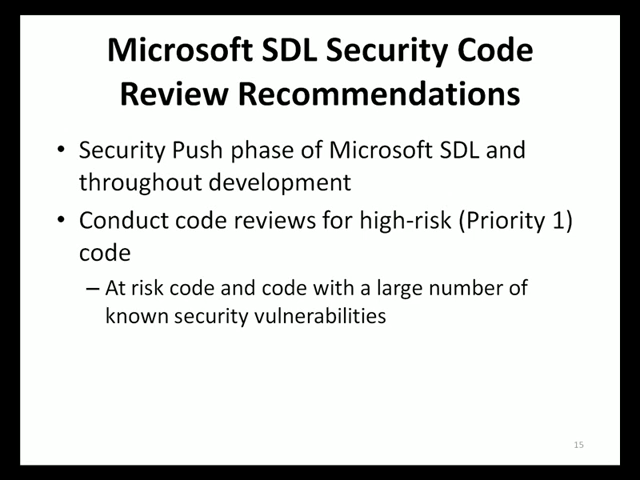 Microsoft SDL Security Code
Review Recommendations
• Security Push phase of Microsoft SDL and
throughout development
• Conduct code reviews for high-risk (Priority 1)
code
– At risk code and code with a large number of
known security vulnerabilities
15